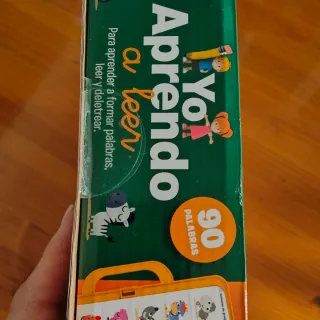 Yo
Aprendo
a leer
Para aprender a formar palabras,
leer y deletrear.
90
PALABRAS